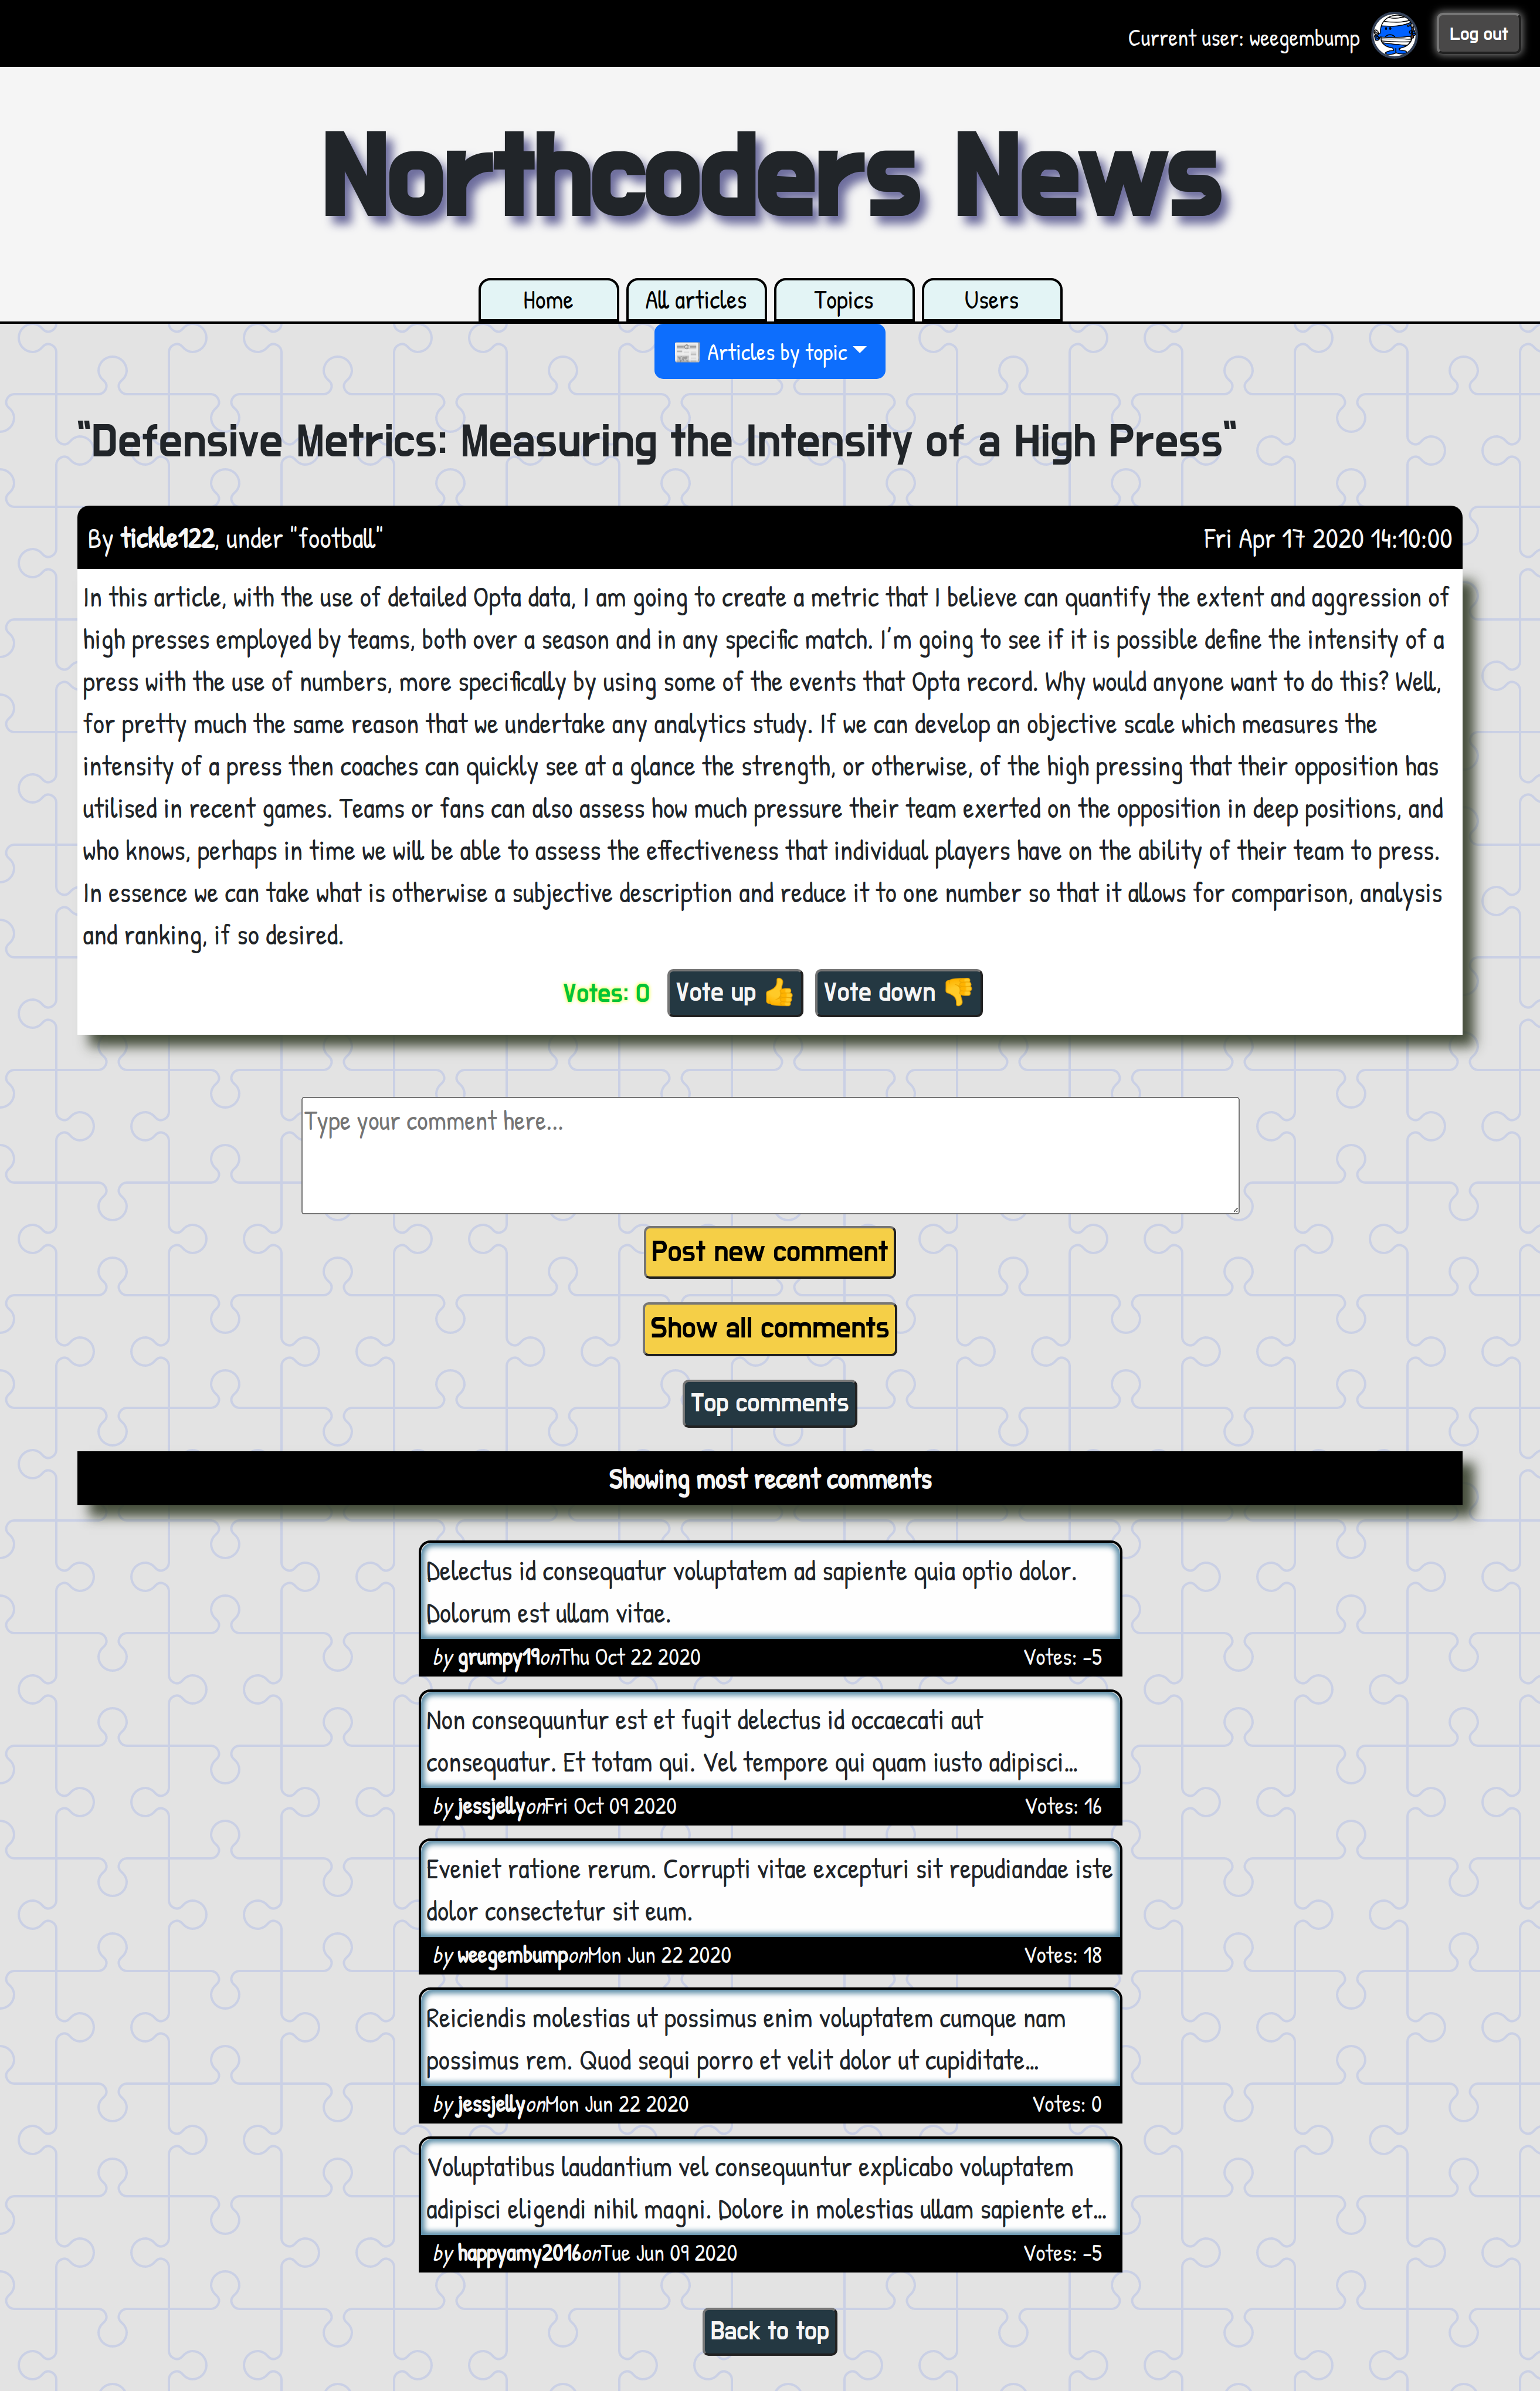 Current user: weegembump
Log out
Northcoders News
Home
All articles
Topics
Users
Articles by topic
"Defensive Metrics: Measuring the Intensity of a High Press"
By tickle122, under "football"
Fri Apr 17 2020 14:10:00
In this article, with the use of detailed Opta data, I am going to create a metric that I believe can quantify the extent and aggression of
high presses employed by teams, both over a season and in any specific match. I'm going to see if it is possible define the intensity of a
press with the use of numbers, more specifically by using some of the events that Opta record. Why would anyone want to do this? Well,
for pretty much the same reason that we undertake any analytics study. If we can develop an objective scale which measures the
intensity of a press then coaches can quickly see at a glance the strength, or otherwise, of the high pressing that their opposition has
utilised in recent games. Teams or fans can also assess how much pressure their team exerted on the opposition in deep positions, and
who knows, perhaps in time we will be able to assess the effectiveness that individual players have on the ability of their team to press.
In essence we can take what is otherwise a subjective description and reduce it to one number so that it allows for comparison, analysis
and ranking, if so desired.
Votes: 0
Vote up 👍
Vote down 👎
Type your comment here...
Post new comment
Show all comments
Top comments
Showing most recent comments
Delectus id consequatur voluptatem ad sapiente quia optio dolor.
Dolorum est ullam vitae.
by grumpy19onThu Oct 22 2020
Votes: -5
Non consequuntur est et fugit delectus id occaecati aut
consequatur. Et totam qui. Vel tempore qui quam iusto adipisci...
by jessjellyonFri Oct 09 2020
Votes: 16
Eveniet ratione rerum. Corrupti vitae excepturi sit repudiandae iste
dolor consectetur sit eum.
by weegembumponMon Jun 22 2020
Votes: 18
Reiciendis molestias ut possimus enim voluptatem cumque nam
possimus rem. Quod sequi porro et velit dolor ut cupiditate...
by jessjellyonMon Jun 22 2020
Votes: 0
Voluptatibus laudantium vel consequuntur explicabo voluptatem
adipisci eligendi nihil magni. Dolore in molestias ullam sapiente et...
by happyamy2016onTue Jun 09 2020
Votes: -5
Back to top